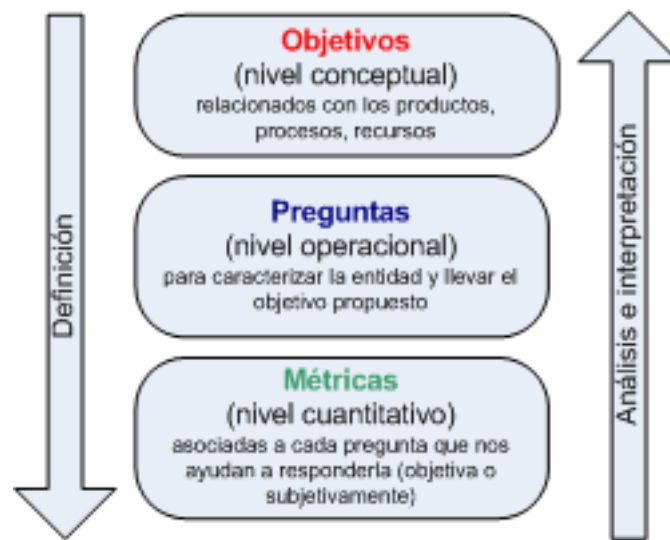 Definición
Objetivos
(nivel conceptual)
relacionados con los productos,
procesos, recursos
Preguntas
(nivel operacional)
para caracterizar la entidad y llevar el
objetivo propuesto
Métricas
(nivel cuantitativo)
asociadas a cada pregunta que nos
ayudan a responderla (objetiva o
subjetivamente)
Análisis e interpretación